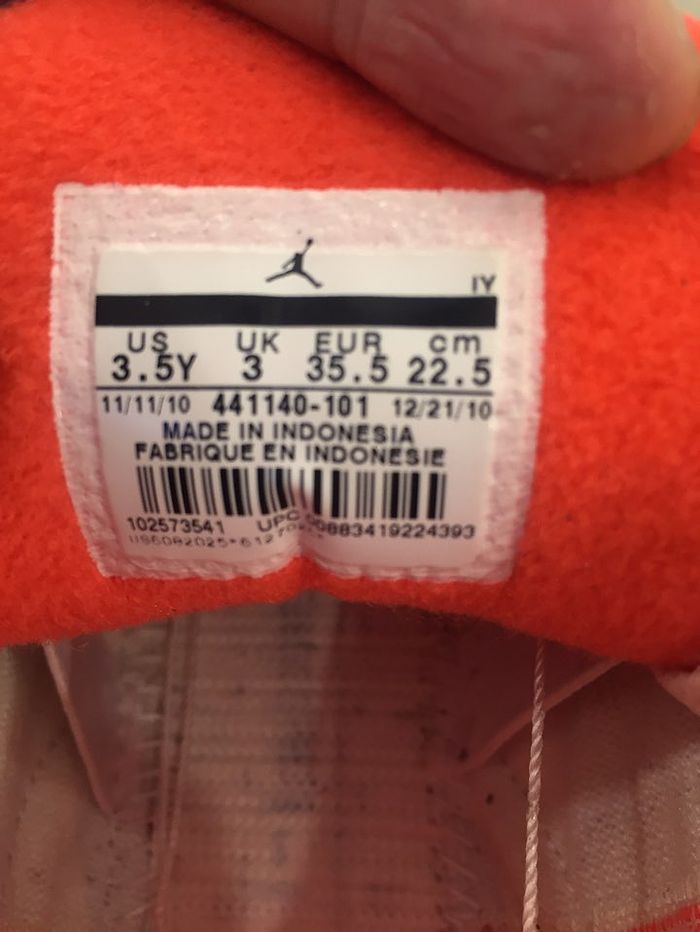 IY
US UK EUR cm
3.5Y 3 35.5 22.5
11/11/10 441140-101 12/21/10
MADE IN INDONESIA
FABRIQUE EN INDONESIE
102573541 UPC 00883419224393